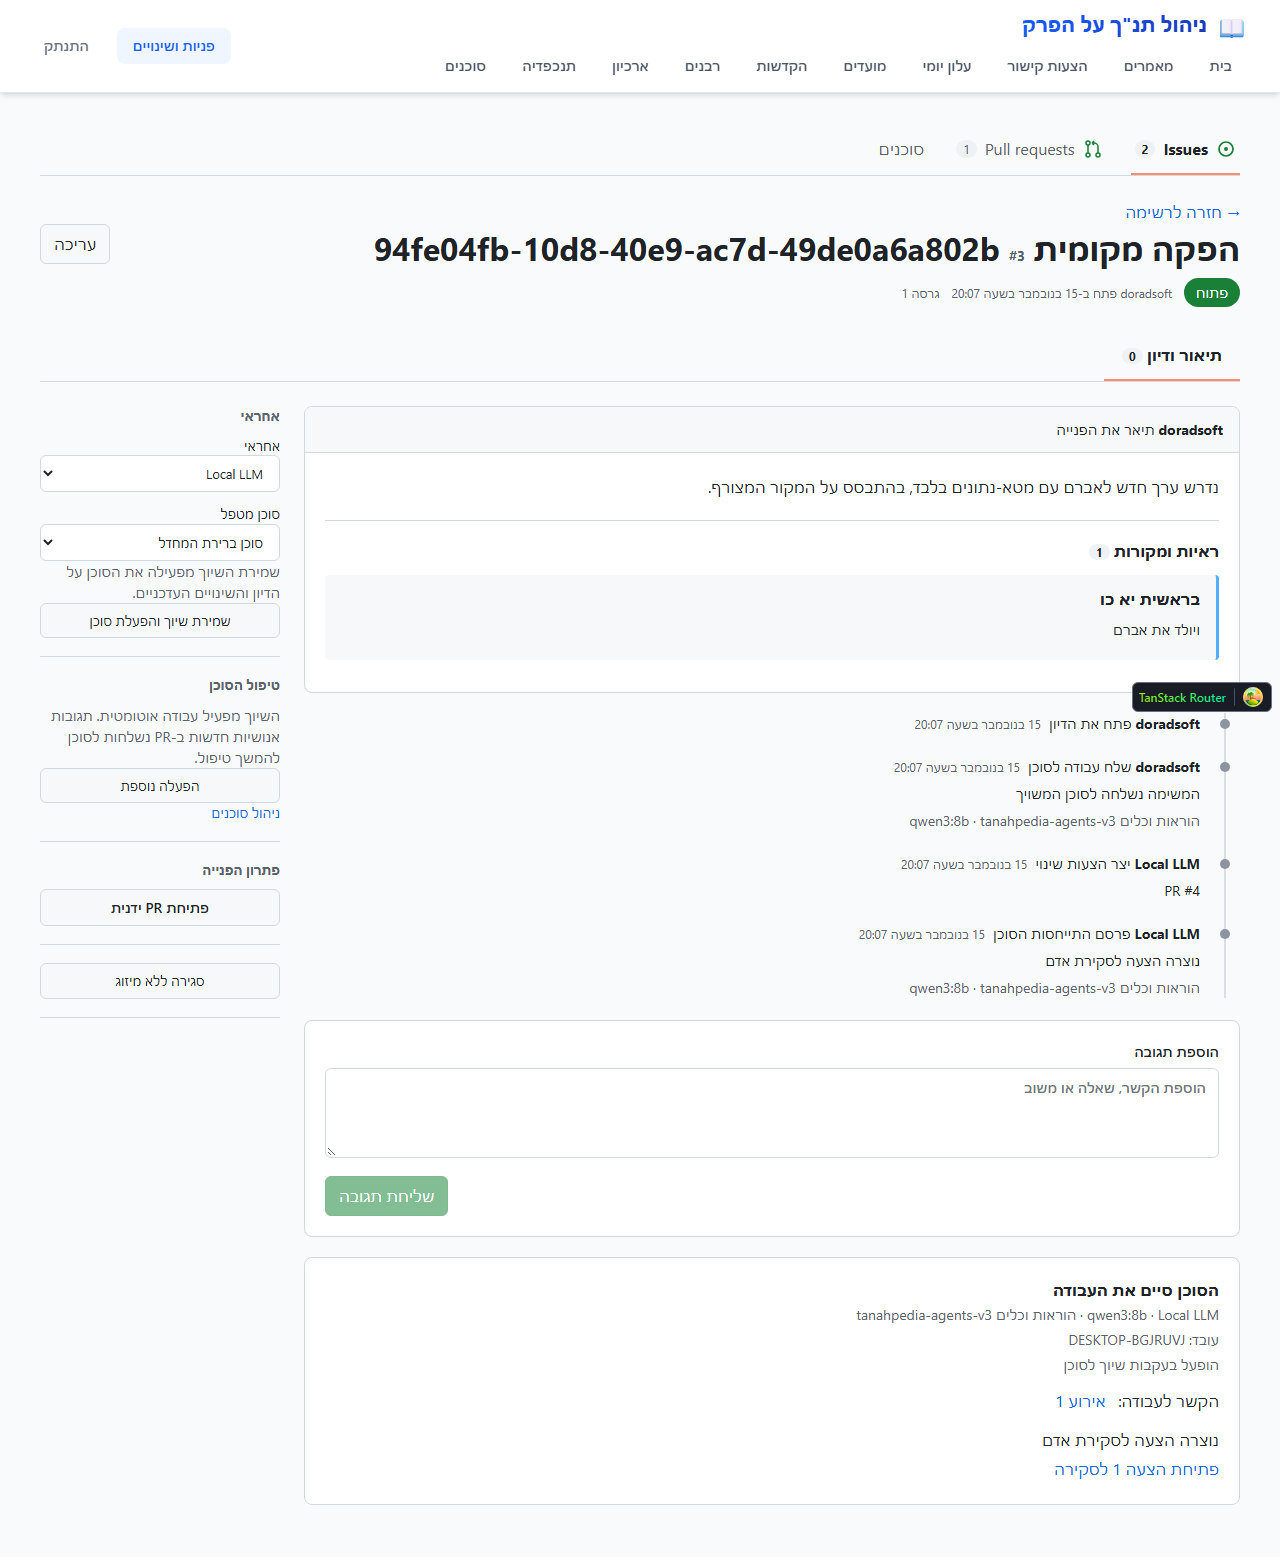 ניהול תנ"ך על הפרק
בית
מאמרים
הצעות קישור
עלון יומי
מועדים
הקדשות
רבנים
ארכיון
תנכפדיה
סוכנים
פניות ושינויים
התנתק
Issues 2
Pull requests 1
סוכנים
→ חזרה לרשימה
הפקה מקומית 94fe04fb-10d8-40e9-ac7d-49de0a6a802b #3
עריכה
פתוח
doradsoft פתח ב-15 בנובמבר בשעה 20:07 גרסה 1
תיאור ודיון 0
doradsoft תיאר את הפנייה
נדרש ערך חדש לאברם עם מטא-נתונים בלבד, בהתבסס על המקור המצורף.
ראיות ומקורות 1
בראשית יא כו
ויולד את אברם
TanStack Router
doradsoft פתח את הדיון 15 בנובמבר בשעה 20:07
doradsoft שלח עבודה לסוכן 15 בנובמבר בשעה 20:07
המשימה נשלחה לסוכן המשויך
הוראות וכלים qwen3:8b · tanahpedia-agents-v3
Local LLM יצר הצעות שינוי 15 בנובמבר בשעה 20:07
PR #4
Local LLM פרסם התייחסות הסוכן 15 בנובמבר בשעה 20:07
נוצרה הצעה לסקירת אדם
הוראות וכלים qwen3:8b · tanahpedia-agents-v3
הוספת תגובה
הוספת הקשר, שאלה או משוב
שליחת תגובה
הסוכן סיים את העבודה
tanahpedia-agents-v3 הוראות וכלים · qwen3:8b · Local LLM
עובד: DESKTOP-BGJRUVJ
הופעל בעקבות שיוך לסוכן
הקשר לעבודה: אירוע 1
נוצרה הצעה לסקירת אדם
פתיחת הצעה 1 לסקירה
אחראי
אחראי
Local LLM
סוכן מטפל
סוכן ברירת המחדל
שמירת השיוך מפעילה את הסוכן על
הדיון והשינויים העדכניים.
שמירת שיוך והפעלת סוכן
טיפול הסוכן
השיוך מפעיל עבודה אוטומטית. תגובות
אנושיות חדשות ב-PR נשלחות לסוכן
להמשך טיפול.
הפעלה נוספת
ניהול סוכנים
פתרון הפנייה
פתיחת PR ידנית
סגירה ללא מיזוג